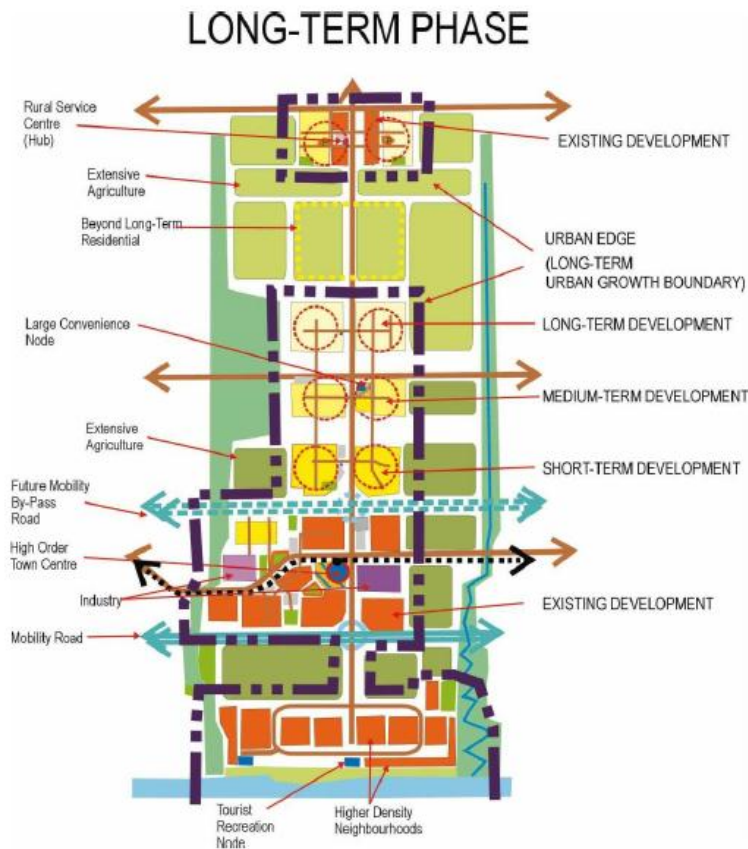 LONG-TERM PHASE
Rural Service
Centre
(Hub)
EXISTING DEVELOPMENT
Extensive
Agriculture
Beyond Long-Term
Residential
URBAN EDGE
(LONG-TERM
URBAN GROWTH BOUNDARY)
Large Convenience
Node
LONG-TERM DEVELOPMENT
MEDIUM-TERM DEVELOPMENT
Extensive
Agriculture
SHORT-TERM DEVELOPMENT
Future Mobility
By-Pass
Road
High Order
Town Centre
Industry
EXISTING DEVELOPMENT
Mobility Road
Tourist
Recreation
Node
Higher Density
Neighbourhoods